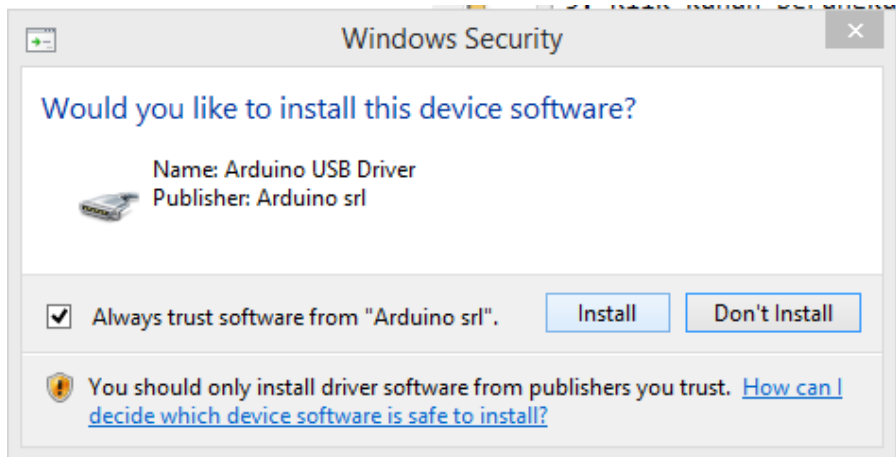 Windows Security
Would you like to install this device software?
Name: Arduino USB Driver
Publisher: Arduino srl
Always trust software from "Arduino srl".
Install
Don't Install
You should only install driver software from publishers you trust. How can I
decide which device software is safe to install?